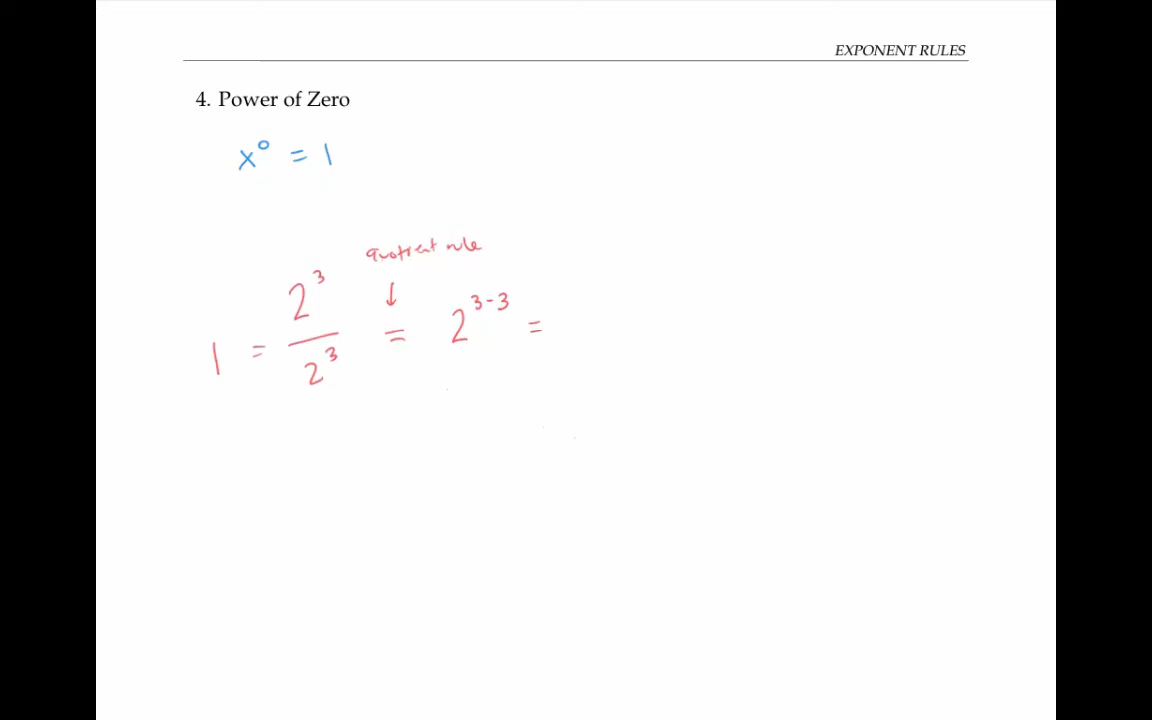 EXPONENT RULES
4. Power of Zero
x⁰ = 1
quotient rule
↓
1 = 2³/2³ = 2³⁻³ =